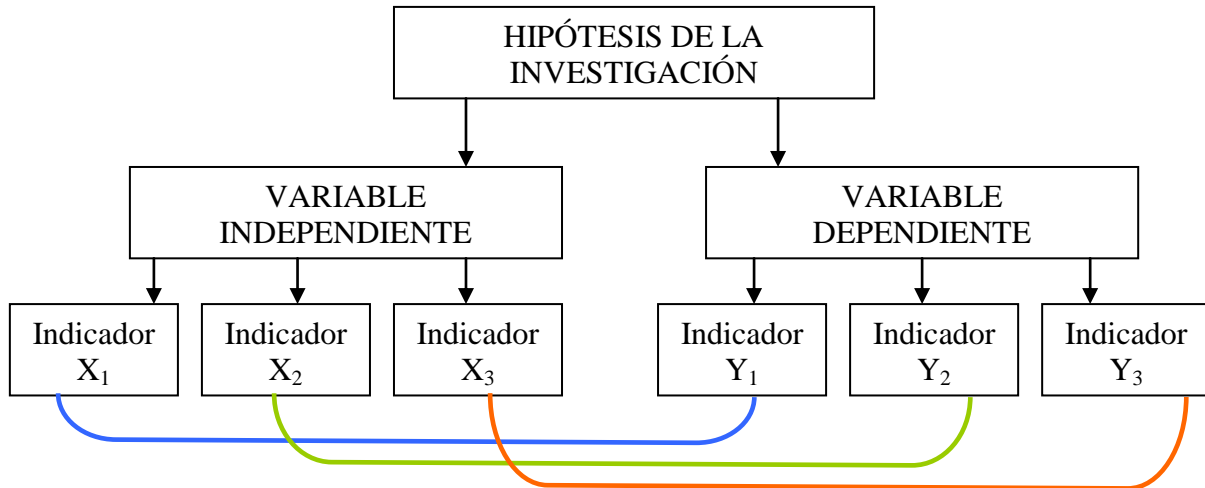 HIPÓTESIS DE LA
INVESTIGACIÓN
VARIABLE
INDEPENDIENTE
VARIABLE
DEPENDIENTE
Indicador
X₁
Indicador
X₂
Indicador
X₃
Indicador
Y₁
Indicador
Y₂
Indicador
Y₃